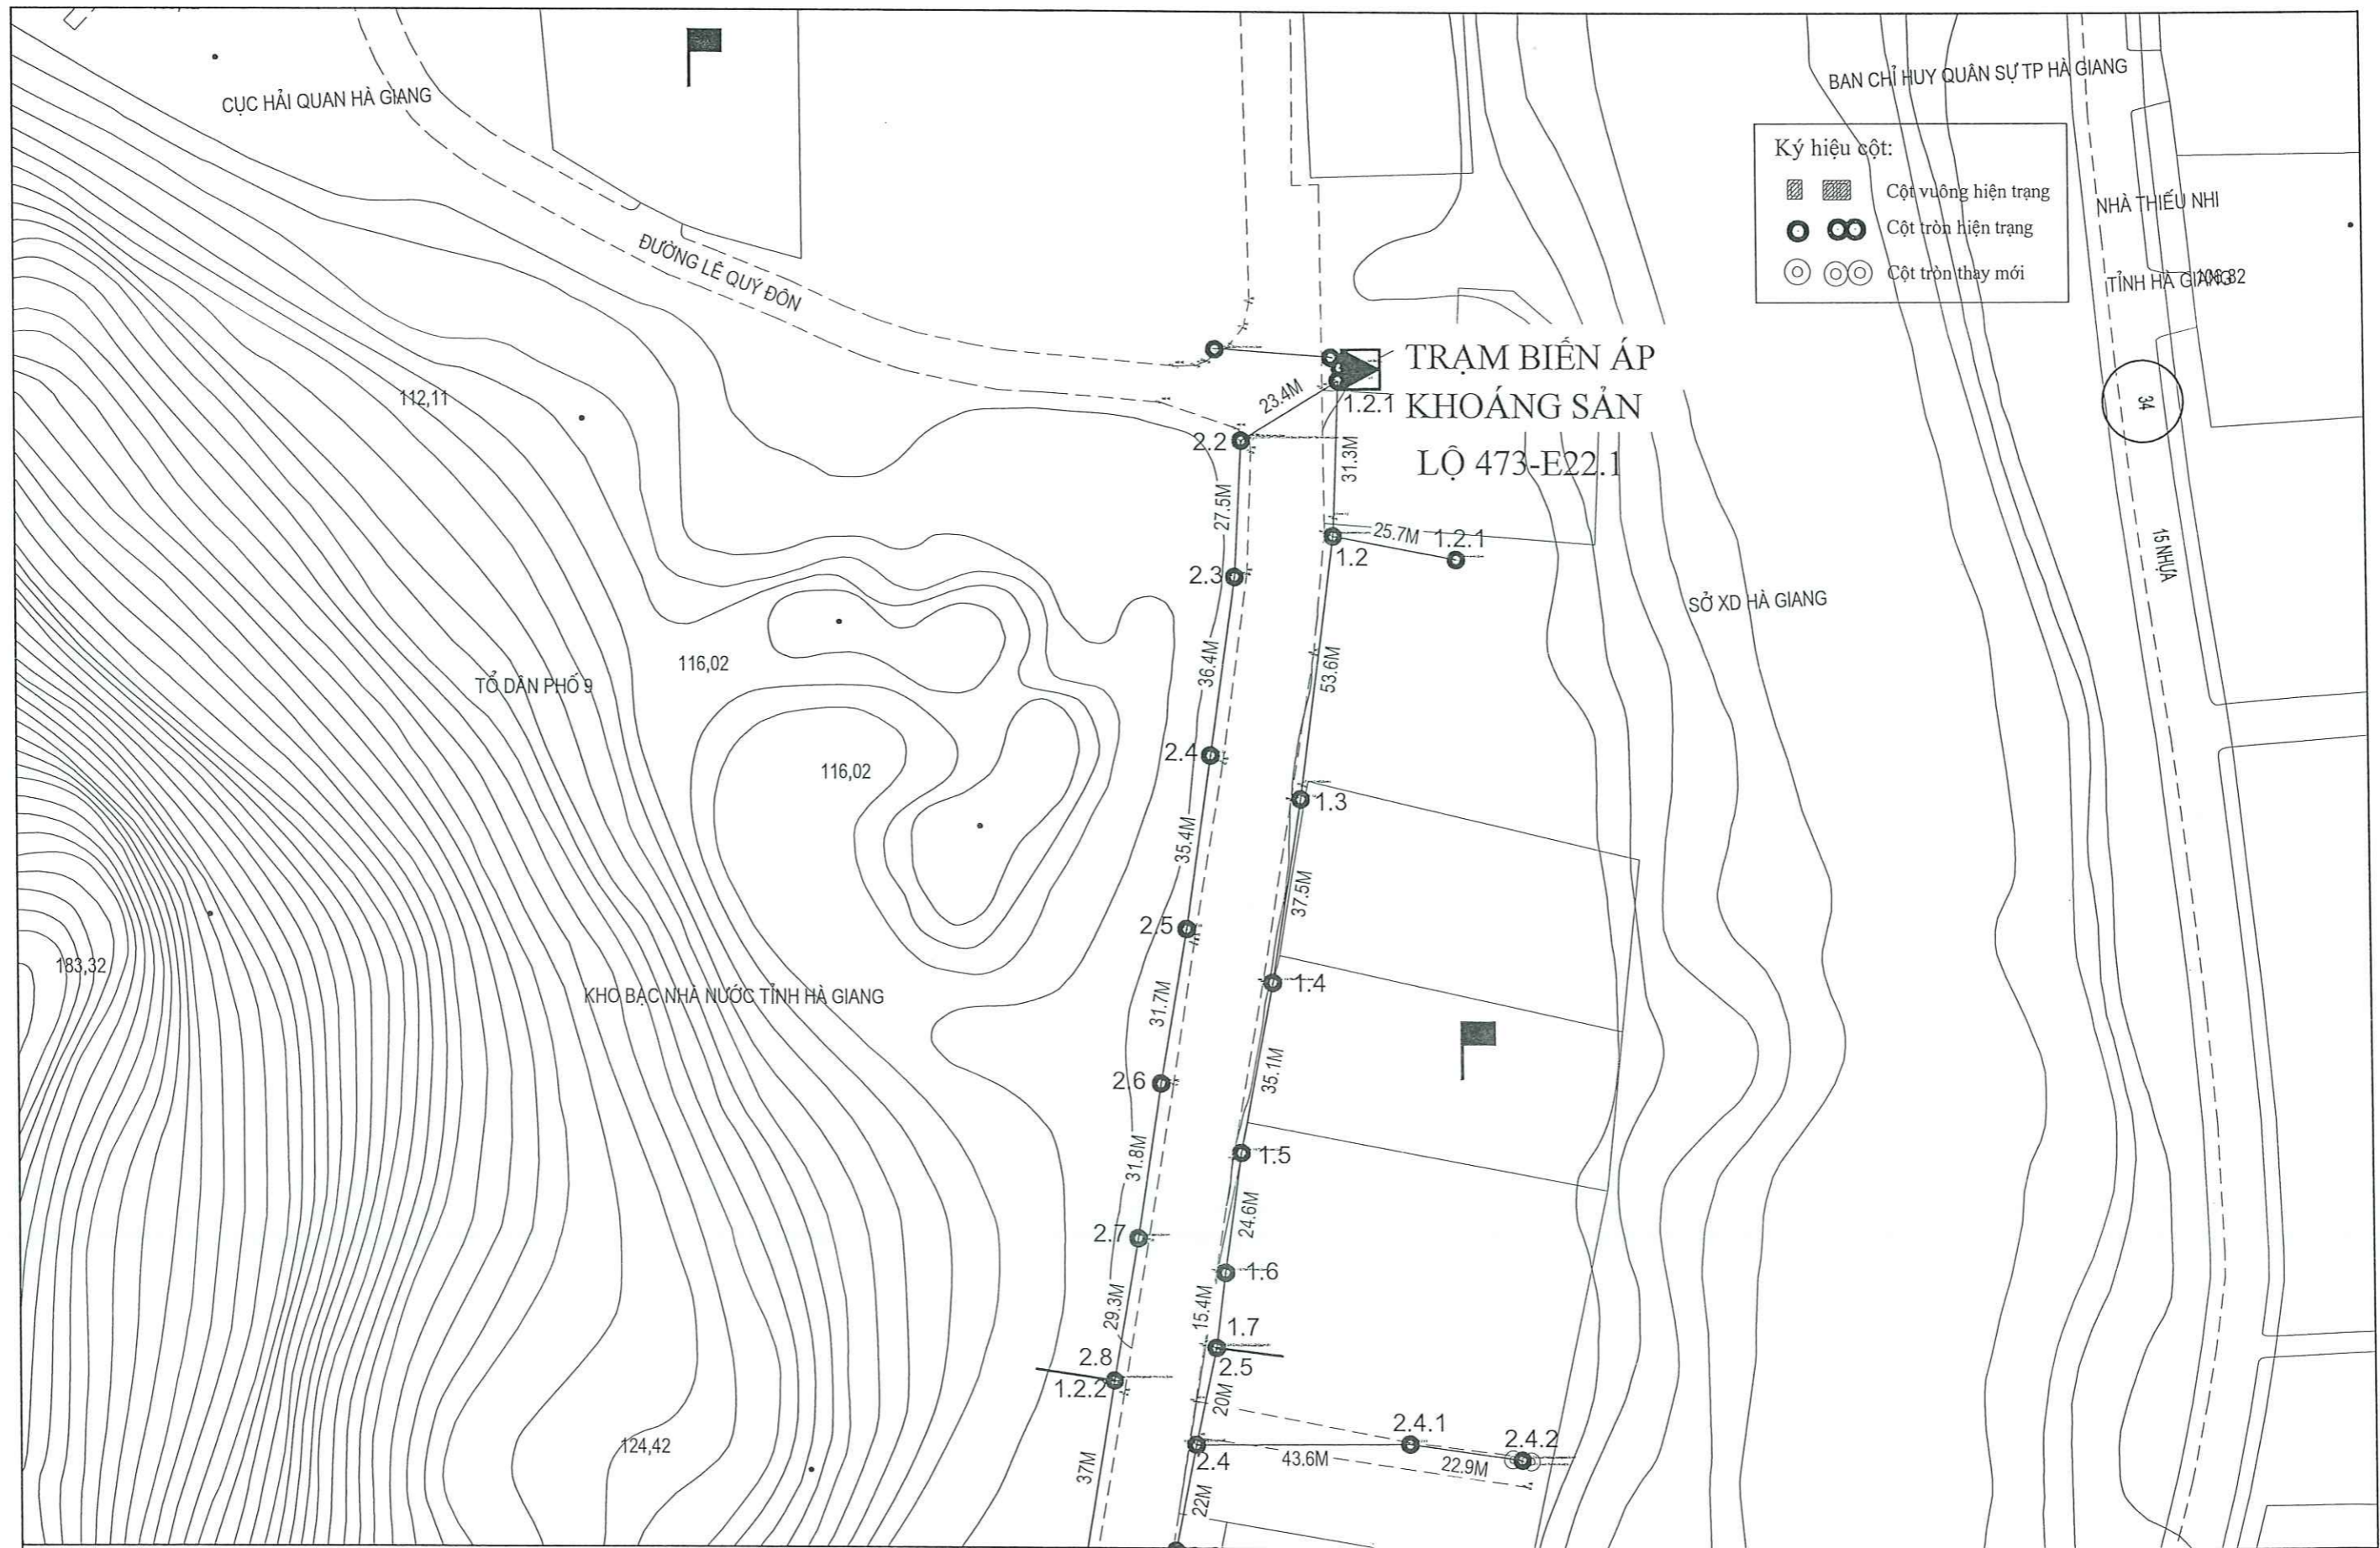 CỤC HẢI QUAN HÀ GIANG
BAN CHỈ HUY QUÂN SỰ TP HÀ GIANG
Ký hiệu cột:
Cột vuông hiện trạng
Cột tròn hiện trạng
Cột tròn thay mới
NHÀ THIẾU NHI
TỈNH HÀ GIANG
ĐƯỜNG LÊ QUÝ ĐÔN
TRẠM BIẾN ÁP
KHOÁNG SẢN
LỘ 473-E22.1
112,11
23.4M
1.2.1
34
2.2
31.3M
27.5M
25.7M
1.2.1
1.2
15 NHỰA
2.3
SỞ XD HÀ GIANG
116,02
TỔ DÂN PHỐ 9
36.4M
53.6M
2.4
116,02
1.3
35.4M
37.5M
2.5
183,32
KHO BẠC NHÀ NƯỚC TỈNH HÀ GIANG
1.4
31.7M
35.1M
2.6
31.8M
1.5
24.6M
2.7
1.6
29.3M
15.4M
1.7
2.8
2.5
1.2.2
20M
2.4.1
2.4.2
124,42
2.4
43.6M
22.9M
37M
22M